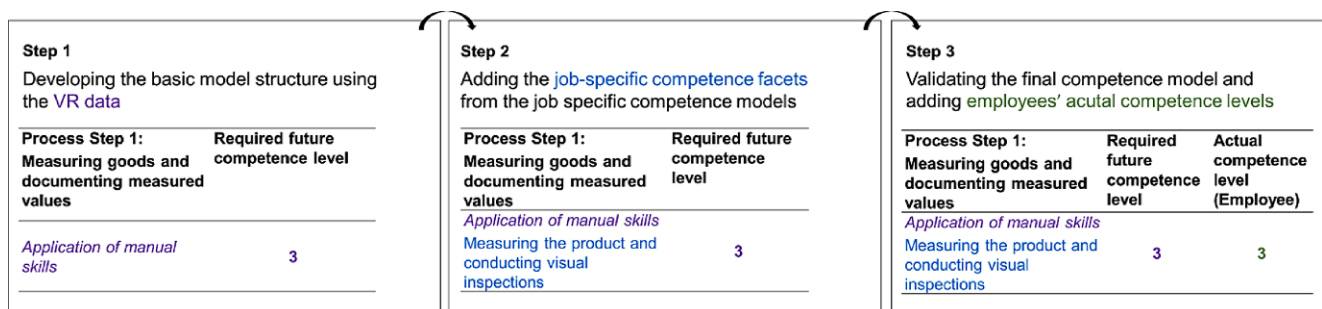 Step 1
Developing the basic model structure using
the VR data
Process Step 1:
Measuring goods and
documenting measured
values
Required future
competence level
Application of manual
skills
3
Step 2
Adding the job-specific competence facets
from the job specific competence models
Process Step 1:
Measuring goods and
documenting measured
values
Required future
competence
level
Application of manual skills
Measuring the product and
conducting visual
inspections
3
Step 3
Validating the final competence model and
adding employees' acutal competence levels
Process Step 1:
Measuring goods and
documenting measured
values
Required
future
competence
level
Actual
competence
level
(Employee)
Application of manual skills
Measuring the product and
conducting visual
inspections
3
3